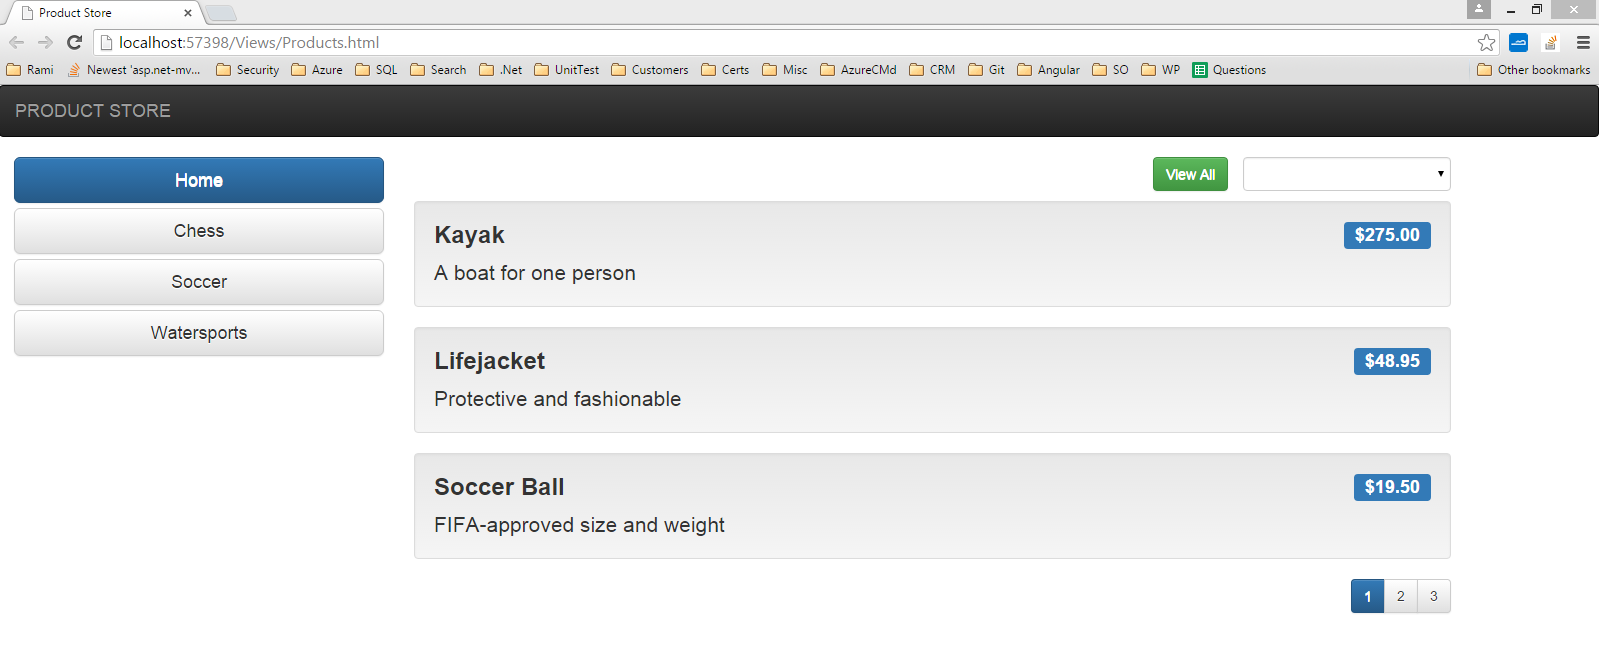 Product Store
localhost:57398/Views/Products.html
Rami Newest 'asp.net-mv... Security Azure SQL Search .Net UnitTest Customers Certs Misc AzureCMd CRM Git Angular SO WP Questions Other bookmarks
PRODUCT STORE
Home
Chess
Soccer
Watersports
View All
Kayak $275.00
A boat for one person
Lifejacket $48.95
Protective and fashionable
Soccer Ball $19.50
FIFA-approved size and weight
1 2 3